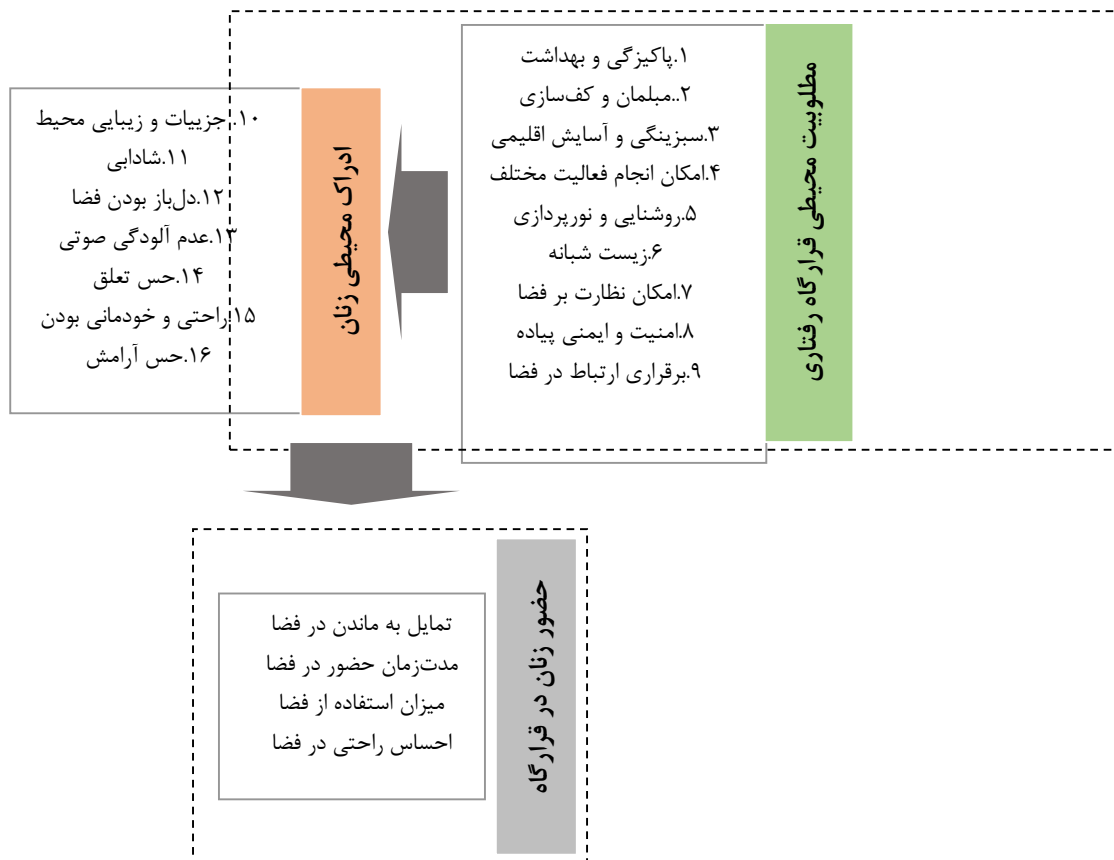 مطلوبیت محیطی قرارگاه رفتاری
۱.پاکیزگی و بهداشت
۲..مبلمان و کف‌سازی
۳.سبزینگی و آسایش اقلیمی
۴.امکان انجام فعالیت مختلف
۵.روشنایی و نورپردازی
۶.زیست شبانه
۷.امکان نظارت بر فضا
۸.امنیت و ایمنی پیاده
۹.برقراری ارتباط در فضا
ادراک محیطی زنان
۱۰. جزییات و زیبایی محیط
۱۱.شادابی
۱۲.دل‌باز بودن فضا
۱۳.عدم آلودگی صوتی
۱۴.حس تعلق
۱۵.راحتی و خودمانی بودن
۱۶.حس آرامش
حضور زنان در قرارگاه
تمایل به ماندن در فضا
مدت‌زمان حضور در فضا
میزان استفاده از فضا
احساس راحتی در فضا